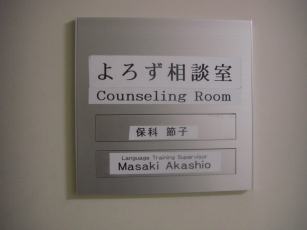 よろず相談室
Counseling Room
保科 節子
Language Training Supervisor
Masaki Akashio